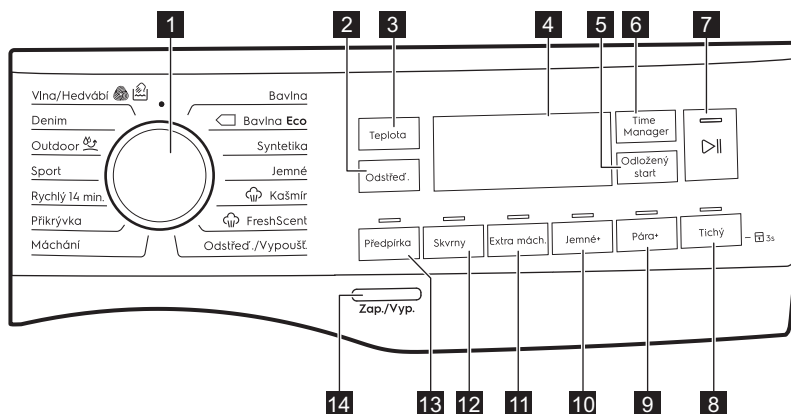 1
2
3
4
5
6
7
Vlna/Hedvábí
Denim
Outdoor
Sport
Rychlý 14 min.
Přikrývka
Máchání
Bavlna
Bavlna Eco
Syntetika
Jemné
Kašmír
FreshScent
Odstřeď./Vypoušť.
Teplota
Odstřeď.
Time
Manager
Odložený
start
Předpírka
Skvrny
Extra mách.
Jemné+
Pára+
Tichý
3s
Zap./Vyp.
14
13
12
11
10
9
8